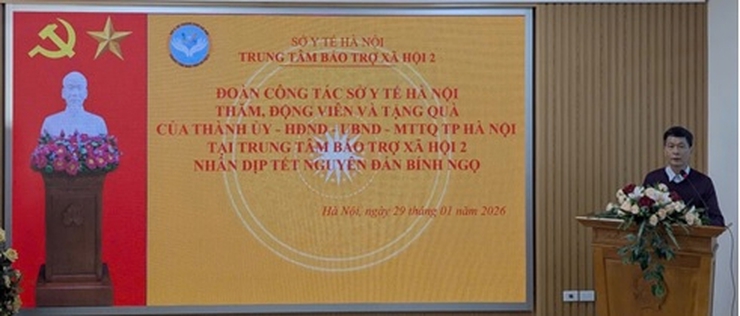 SỞ Y TẾ HÀ NỘI
TRUNG TÂM BẢO TRỢ XÃ HỘI 2
ĐOÀN CÔNG TÁC SỞ Y TẾ HÀ NỘI
THĂM, ĐỘNG VIÊN VÀ TẶNG QUÀ
CỦA THÀNH ỦY - HĐND - UBND - MTTQ TP HÀ NỘI
TẠI TRUNG TÂM BẢO TRỢ XÃ HỘI 2
NHÂN DỊP TẾT NGUYÊN ĐÁN BÍNH NGỌ
Hà Nội, ngày 29 tháng 01 năm 2026